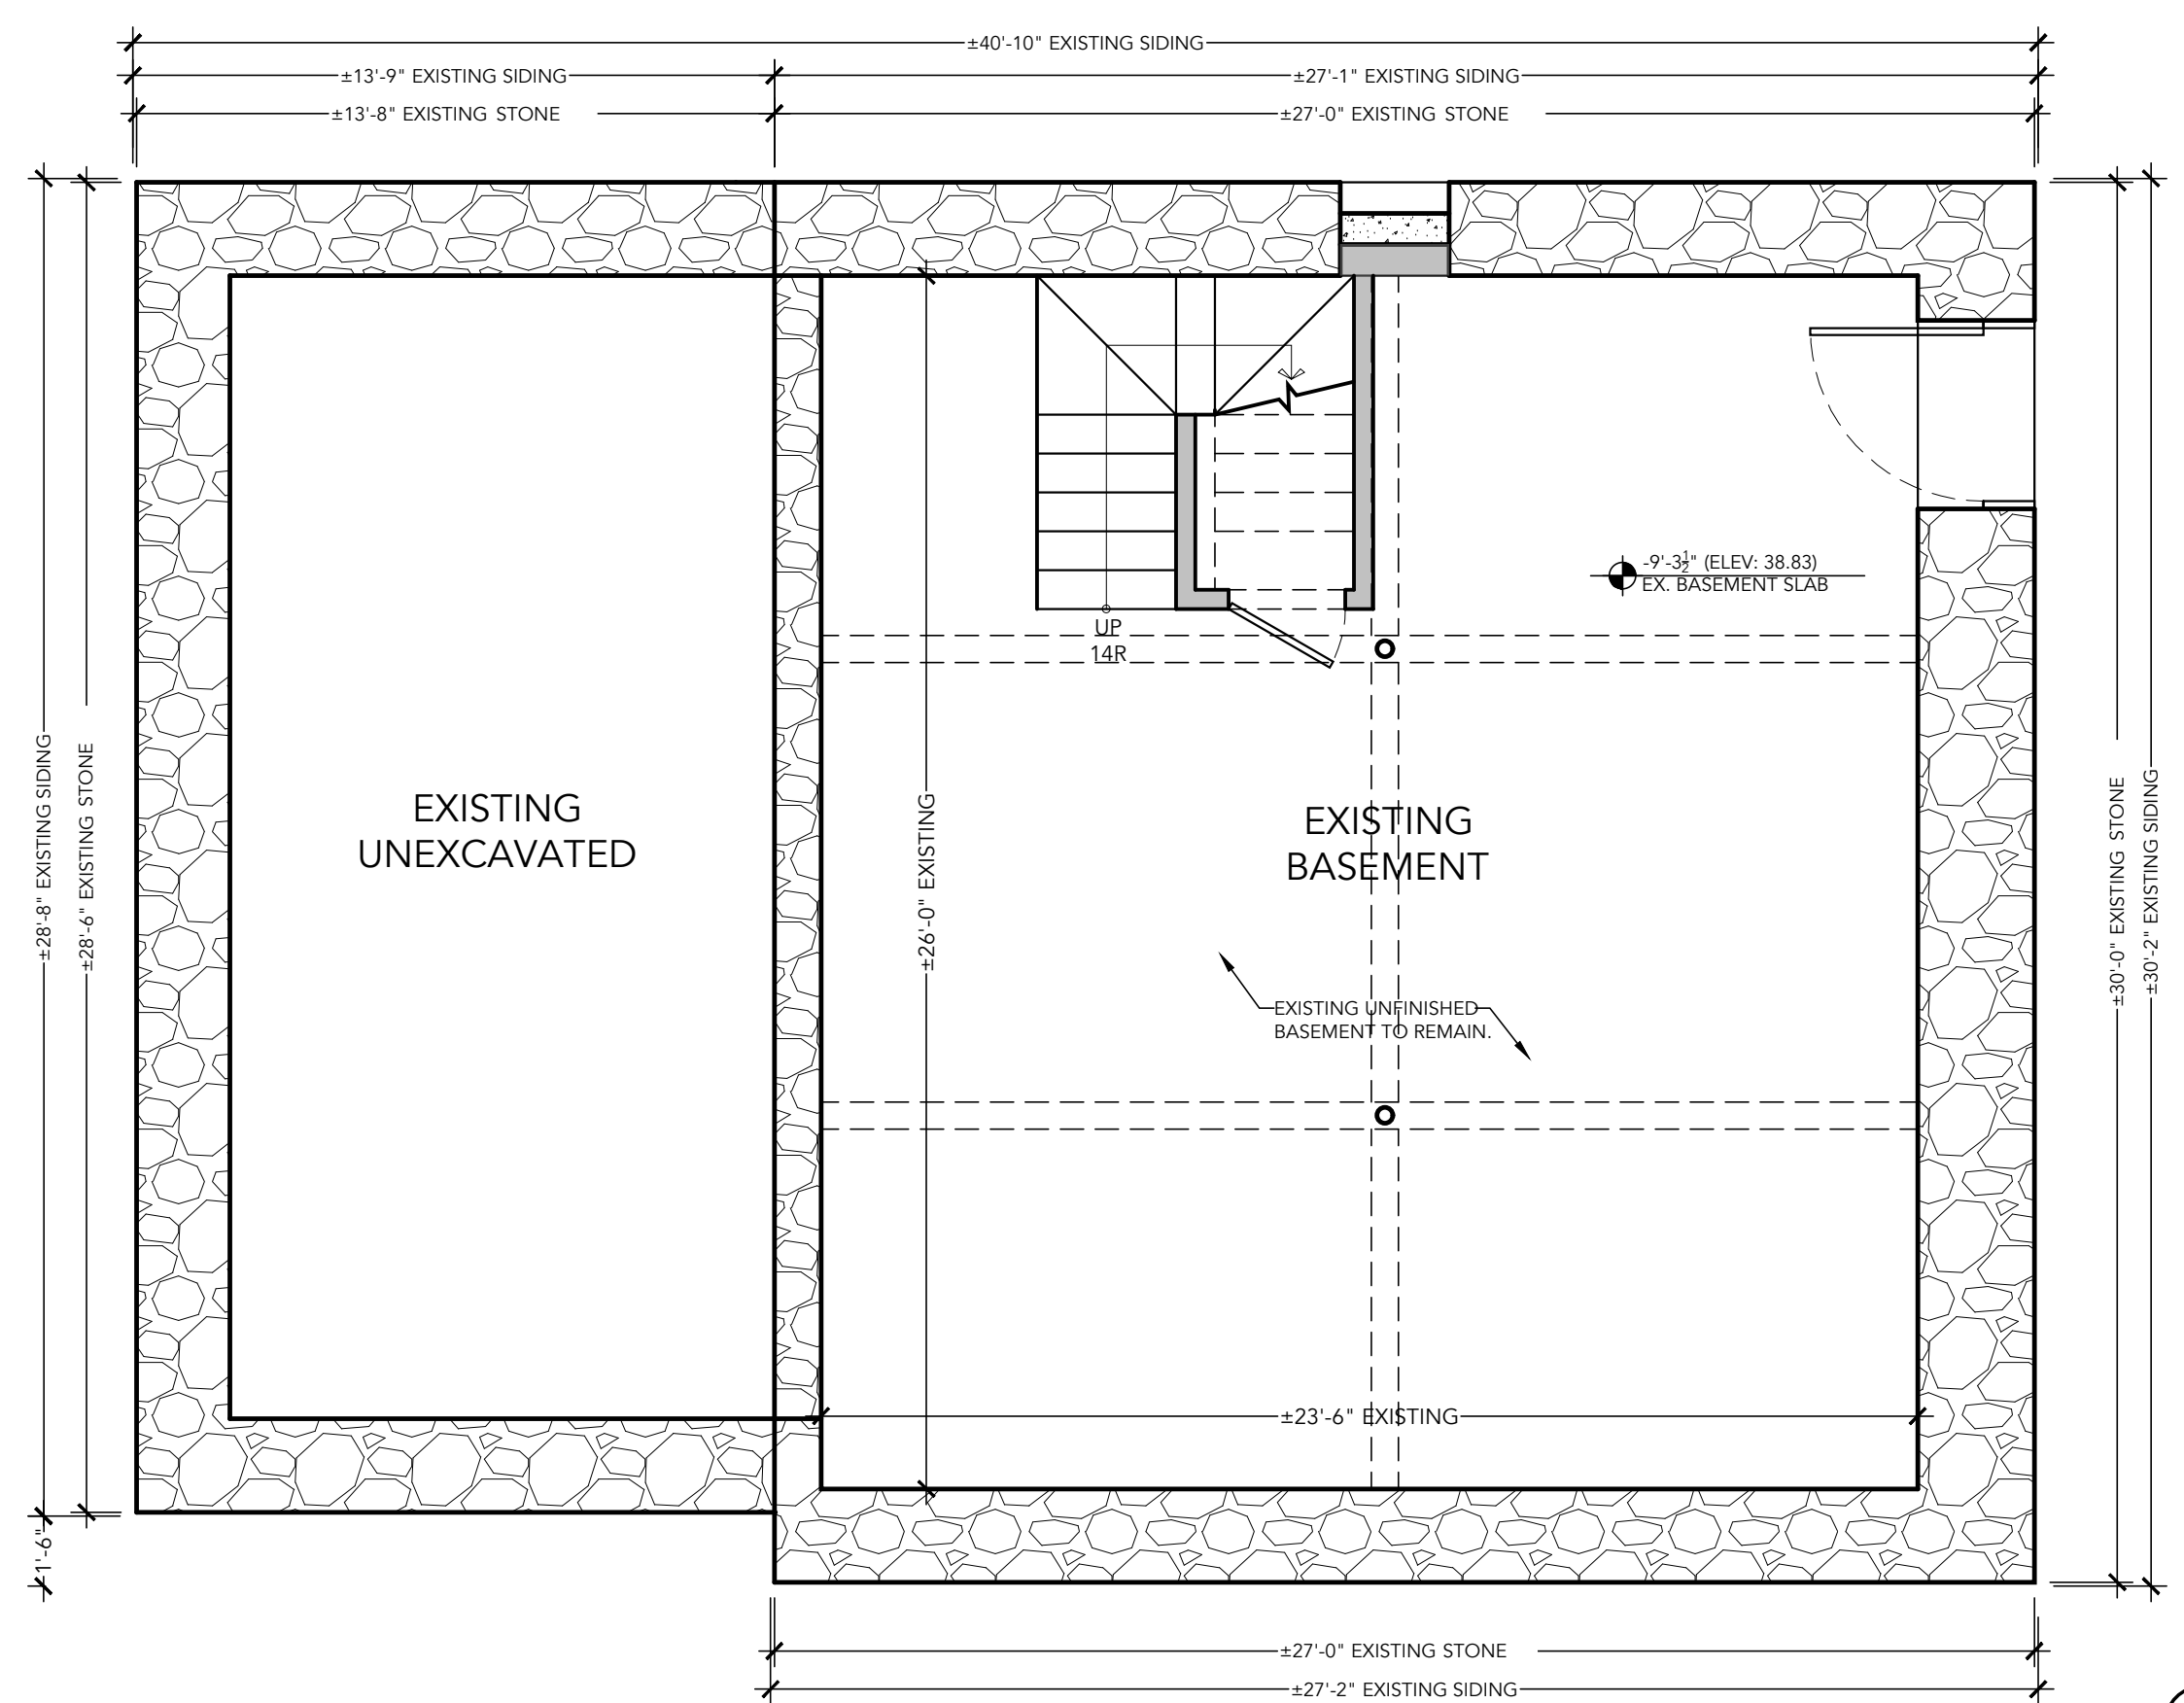 ±40'-10" EXISTING SIDING
±13'-9" EXISTING SIDING
±27'-1" EXISTING SIDING
±13'-8" EXISTING STONE
±27'-0" EXISTING STONE
-9'-3½" (ELEV: 38.83)
EX. BASEMENT SLAB
UP
14R
±28'-8" EXISTING SIDING
±28'-6" EXISTING STONE
EXISTING
UNEXCAVATED
±26'-0" EXISTING
EXISTING
BASEMENT
±30'-0" EXISTING STONE
±30'-2" EXISTING SIDING
EXISTING UNFINISHED
BASEMENT TO REMAIN.
±23'-6" EXISTING
1'-6"
±27'-0" EXISTING STONE
±27'-2" EXISTING SIDING